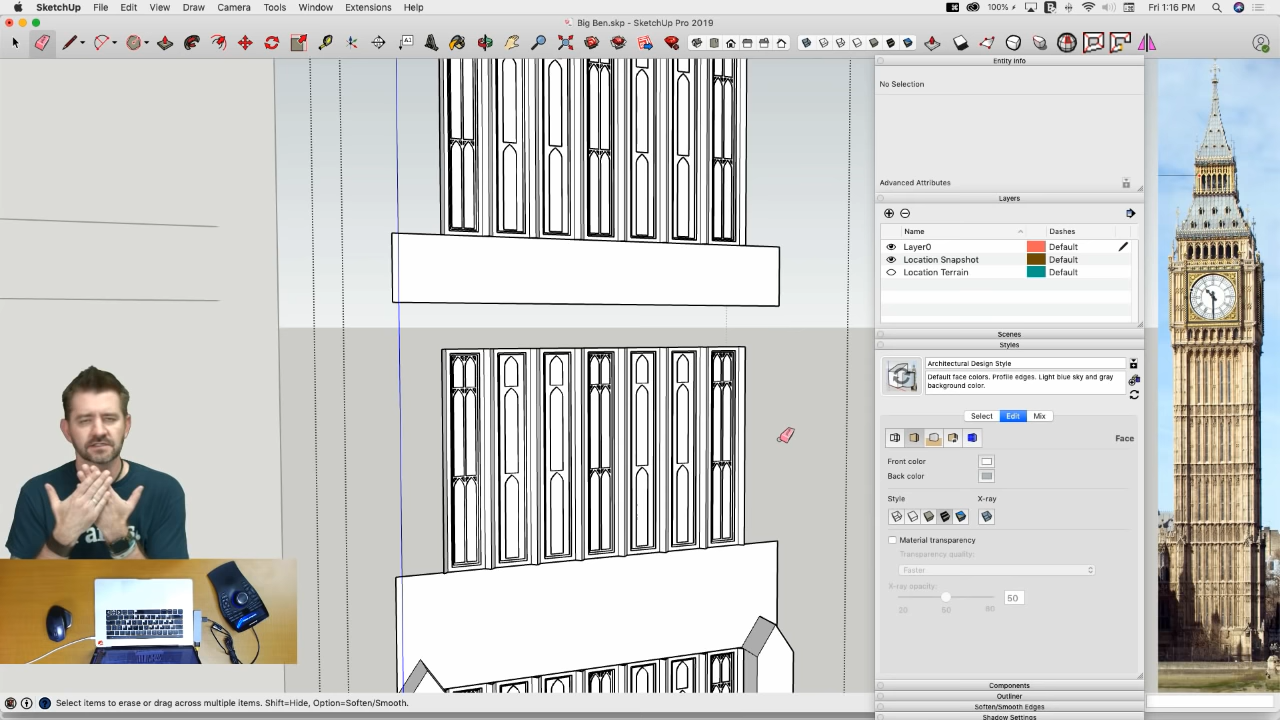 SketchUp File Edit View Draw Camera Tools Window Extensions Help
100% Fri 1:16 PM
Big Ben.skp - SketchUp Pro 2019
Entity Info
No Selection
Advanced Attributes
Layers
Name Dashes
Layer0 Default
Location Snapshot Default
Location Terrain Default
Scenes
Styles
Architectural Design Style
Default face colors. Profile edges. Light blue sky and gray
background color.
Select Edit Mix
Face
Front color
Back color
Style X-ray
Material transparency
Transparency quality:
Faster
X-ray opacity:
50
20 50 80
Components
Outliner
Soften/Smooth Edges
Shadow Settings
Select items to erase or drag across multiple items. Shift=Hide, Option=Soften/Smooth.